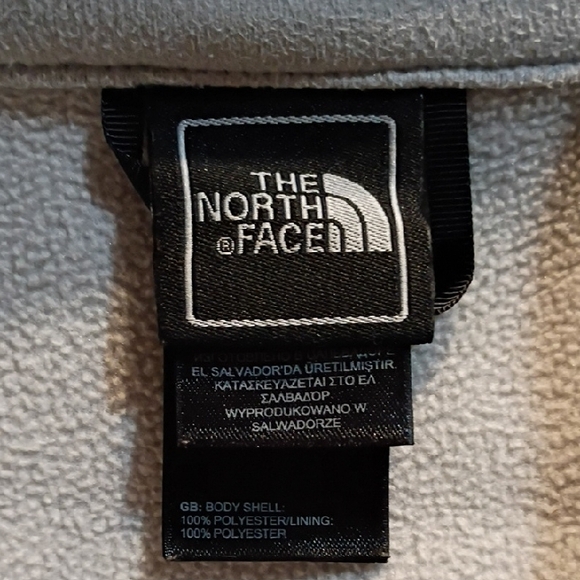 THE
NORTH
® FACE
EL SALVADOR'DA ÜRETILMIŞTIR
ΚΑΤΑΣΚΕΥΑΖΕΤΑΙ ΣΤΟ ΕΛ
ΣΑΛΒΑΔΟΡ
WYPRODUKOWANO W
SALWADORZE
GB: BODY SHELL:
100% POLYESTER/LINING:
100% POLYESTER